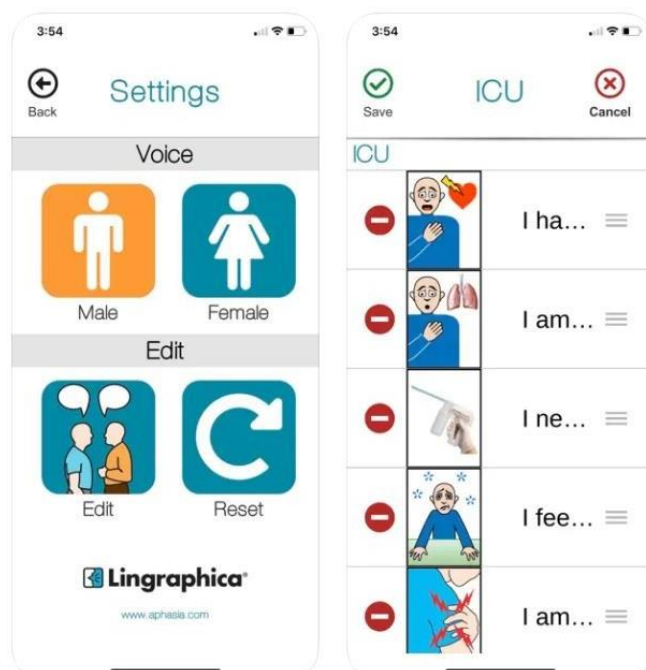 3:54
Back
Settings
Voice
Male
Female
Edit
Edit
Reset
Lingraphica®
www.aphasia.com
3:54
Save
ICU
Cancel
ICU
I ha...
I am...
I ne...
I fee...
I am...